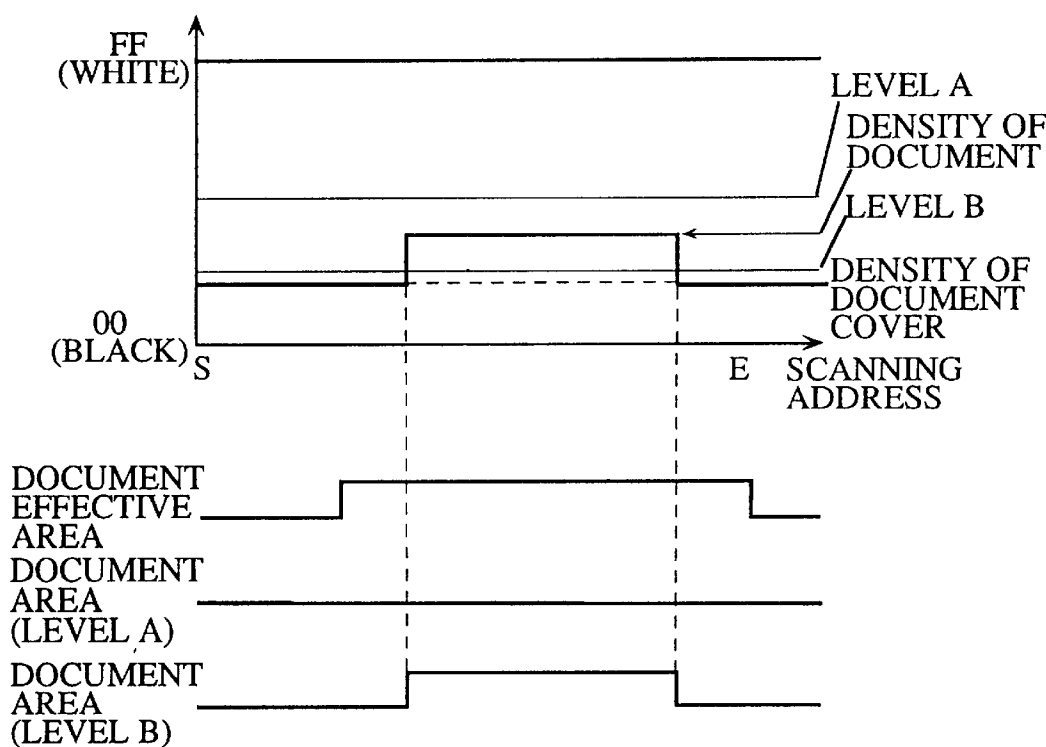 FF
(WHITE)
LEVEL A
DENSITY OF
DOCUMENT
LEVEL B
DENSITY OF
DOCUMENT
COVER
00
(BLACK)
S
E
SCANNING
ADDRESS
DOCUMENT
EFFECTIVE
AREA
DOCUMENT
AREA
(LEVEL A)
DOCUMENT
AREA
(LEVEL B)